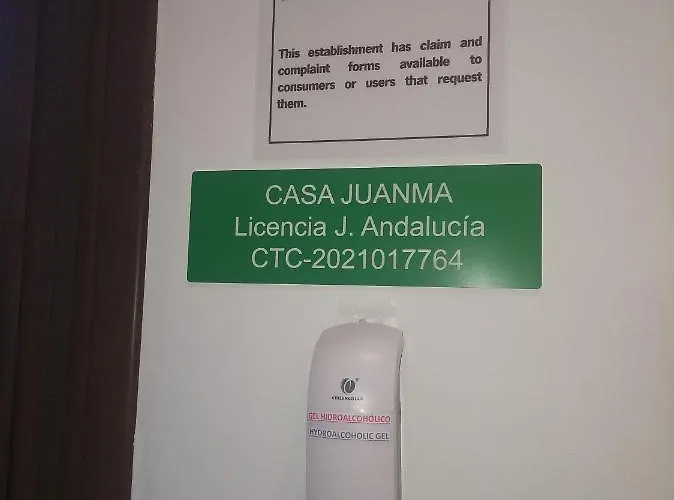 This establishment has claim and
complaint forms available to
consumers or users that request
them.
CASA JUANMA
Licencia J. Andalucía
CTC-2021017764
GEL HIDROALCOHOLICO
HYDROALCOHOLIC GEL